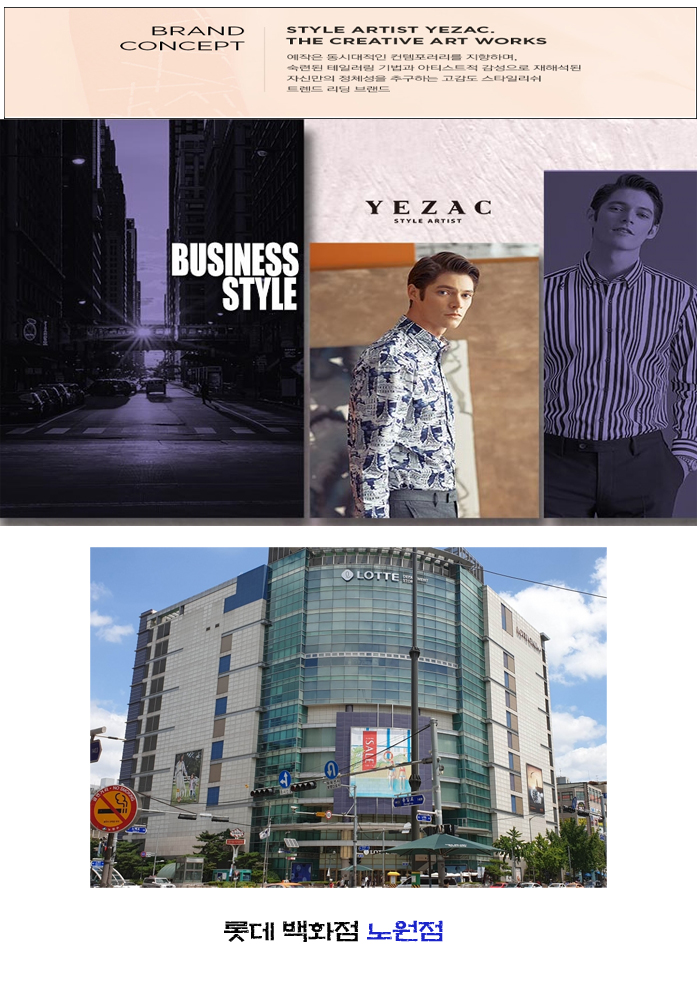 BRAND
CONCEPT
STYLE ARTIST YEZAC.
THE CREATIVE ART WORKS
예작은 동시대적인 컨템포러리를 지향하며,
숙련된 테일러링 기법과 아티스트적 감성으로 재해석된
자신만의 정체성을 추구하는 고감도 스타일리쉬
트렌드 리딩 브랜드
YEZAC
STYLE ARTIST
BUSINESS
STYLE
LOTTE DEPARTMENT STORE
SALE
LOTTE
롯데 백화점 노원점